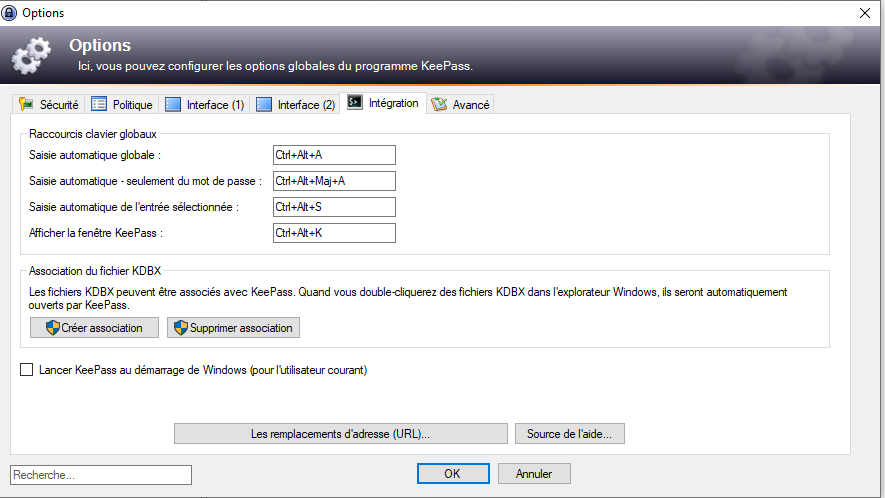 Options
Options
Ici, vous pouvez configurer les options globales du programme KeePass.
Sécurité Politique Interface (1) Interface (2) Intégration Avancé
Raccourcis clavier globaux
Saisie automatique globale : Ctrl+Alt+A
Saisie automatique - seulement du mot de passe : Ctrl+Alt+Maj+A
Saisie automatique de l'entrée sélectionnée : Ctrl+Alt+S
Afficher la fenêtre KeePass : Ctrl+Alt+K
Association du fichier KDBX
Les fichiers KDBX peuvent être associés avec KeePass. Quand vous double-cliquerez des fichiers KDBX dans l'explorateur Windows, ils seront automatiquement
ouverts par KeePass.
Créer association Supprimer association
Lancer KeePass au démarrage de Windows (pour l'utilisateur courant)
Les remplacements d'adresse (URL)... Source de l'aide...
Recherche... OK Annuler